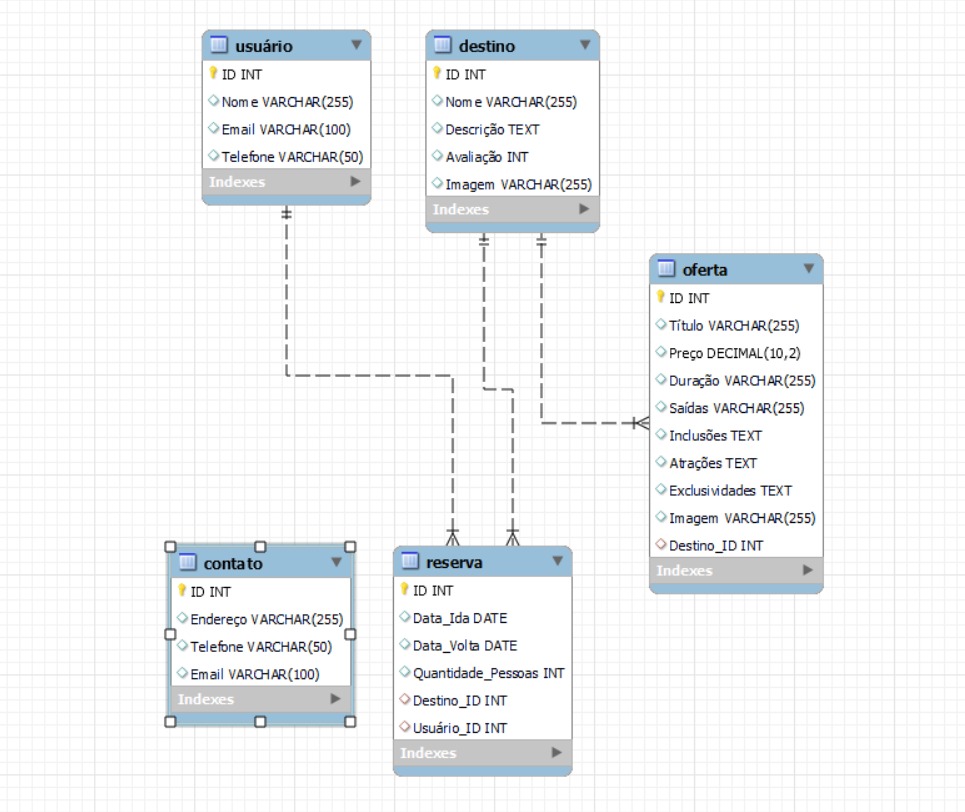 usuário
ID INT
Nome VARCHAR(255)
Email VARCHAR(100)
Telefone VARCHAR(50)
Indexes
destino
ID INT
Nome VARCHAR(255)
Descrição TEXT
Avaliação INT
Imagem VARCHAR(255)
Indexes
oferta
ID INT
Título VARCHAR(255)
Preço DECIMAL(10,2)
Duração VARCHAR(255)
Saídas VARCHAR(255)
Inclusões TEXT
Atrações TEXT
Exclusividades TEXT
Imagem VARCHAR(255)
Destino_ID INT
Indexes
contato
ID INT
Endereço VARCHAR(255)
Telefone VARCHAR(50)
Email VARCHAR(100)
Indexes
reserva
ID INT
Data_Ida DATE
Data_Volta DATE
Quantidade_Pessoas INT
Destino_ID INT
Usuário_ID INT
Indexes